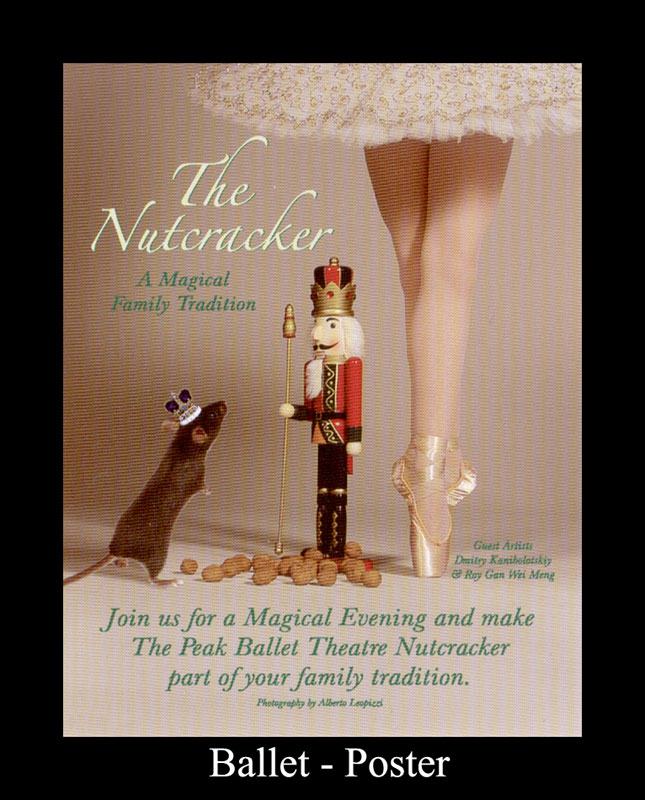 The
Nutcracker
A Magical
Family Tradition
Guest Artists
Dmitry Kanibolotskiy
& Roy Gan Wei Meng
Join us for a Magical Evening and make
The Peak Ballet Theatre Nutcracker
part of your family tradition.
Photography by Alberto Leopizzi
Ballet - Poster